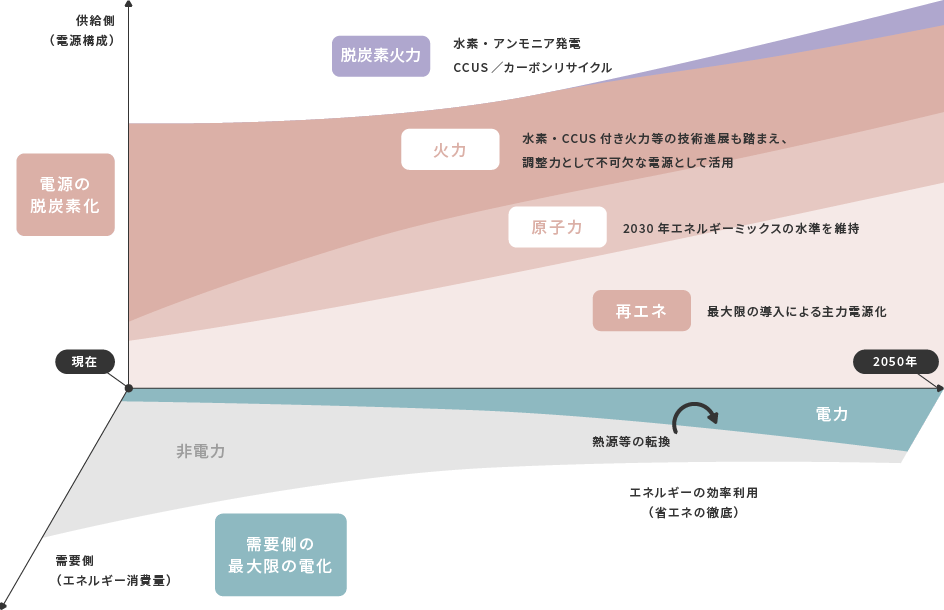 供給側
（電源構成）
脱炭素火力
水素・アンモニア発電
CCUS／カーボンリサイクル
火力
水素・CCUS 付き火力等の技術進展も踏まえ、
調整力として不可欠な電源として活用
電源の
脱炭素化
原子力
2030 年エネルギーミックスの水準を維持
再エネ
最大限の導入による主力電源化
現在
2050年
電力
熱源等の転換
非電力
エネルギーの効率利用
（省エネの徹底）
需要側の
最大限の電化
需要側
（エネルギー消費量）